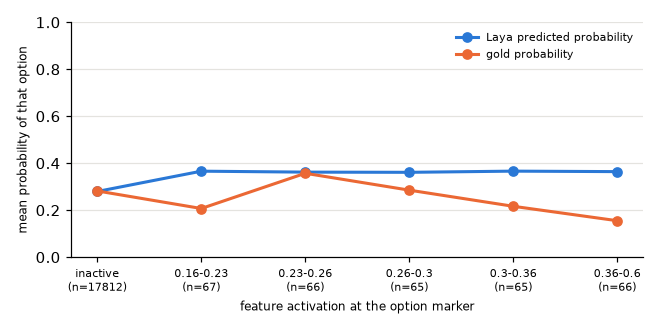 mean probability of that option
1.0
0.8
0.6
0.4
0.2
0.0
Laya predicted probability
gold probability
inactive
(n=17812)
0.16-0.23
(n=67)
0.23-0.26
(n=66)
0.26-0.3
(n=65)
0.3-0.36
(n=65)
0.36-0.6
(n=66)
feature activation at the option marker